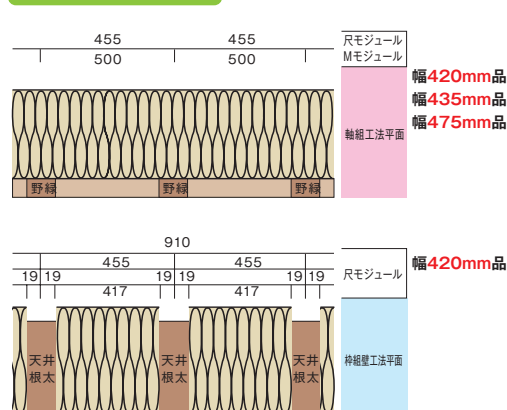 455 455 尺モジュール
500 500 Mモジュール
幅420mm品
幅435mm品
幅475mm品
軸組工法平面
野縁 野縁 野縁
910
455 455
尺モジュール
幅420mm品
19 19 19 19 19 19
417 417
天井 天井 天井
根太 根太 根太
枠組壁工法平面